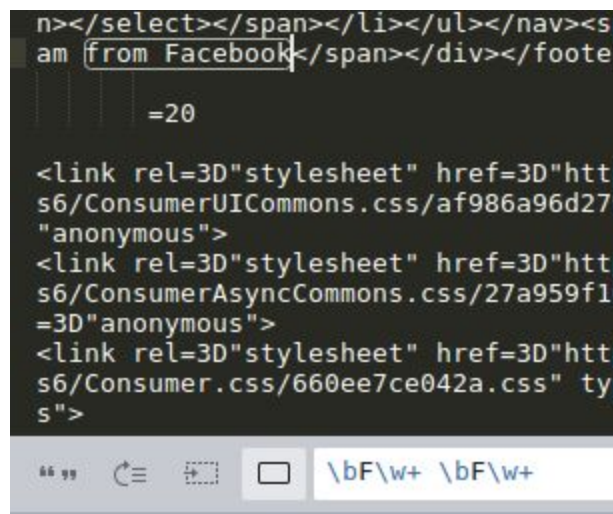 n></select></span></li></ul></nav><s
am from Facebook</span></div></foote
=20
<link rel=3D"stylesheet" href=3D"htt
s6/ConsumerUICommons.css/af986a96d27
"anonymous">
<link rel=3D"stylesheet" href=3D"htt
s6/ConsumerAsyncCommons.css/27a959f1
=3D"anonymous">
<link rel=3D"stylesheet" href=3D"htt
s6/Consumer.css/660ee7ce042a.css" ty
s">
\bF\w+ \bF\w+